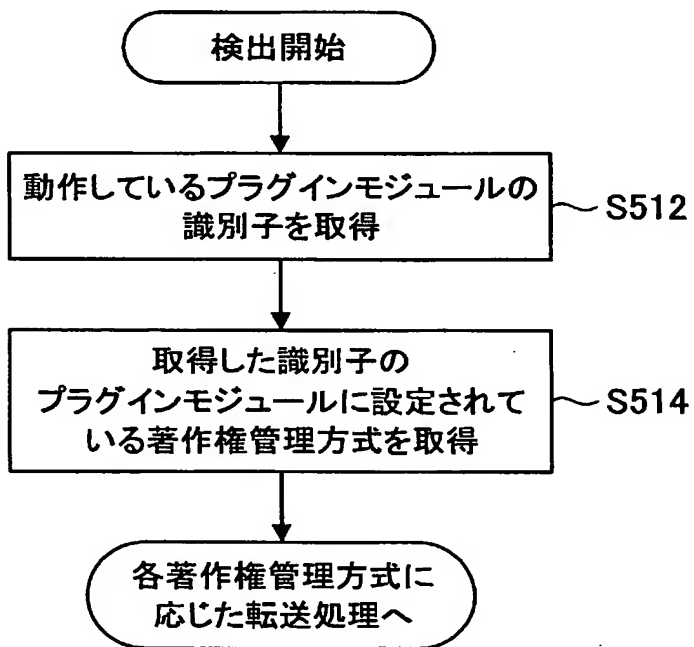 検出開始
動作しているプラグインモジュールの
識別子を取得
S512
取得した識別子の
プラグインモジュールに設定されて
いる著作権管理方式を取得
S514
各著作権管理方式に
応じた転送処理へ